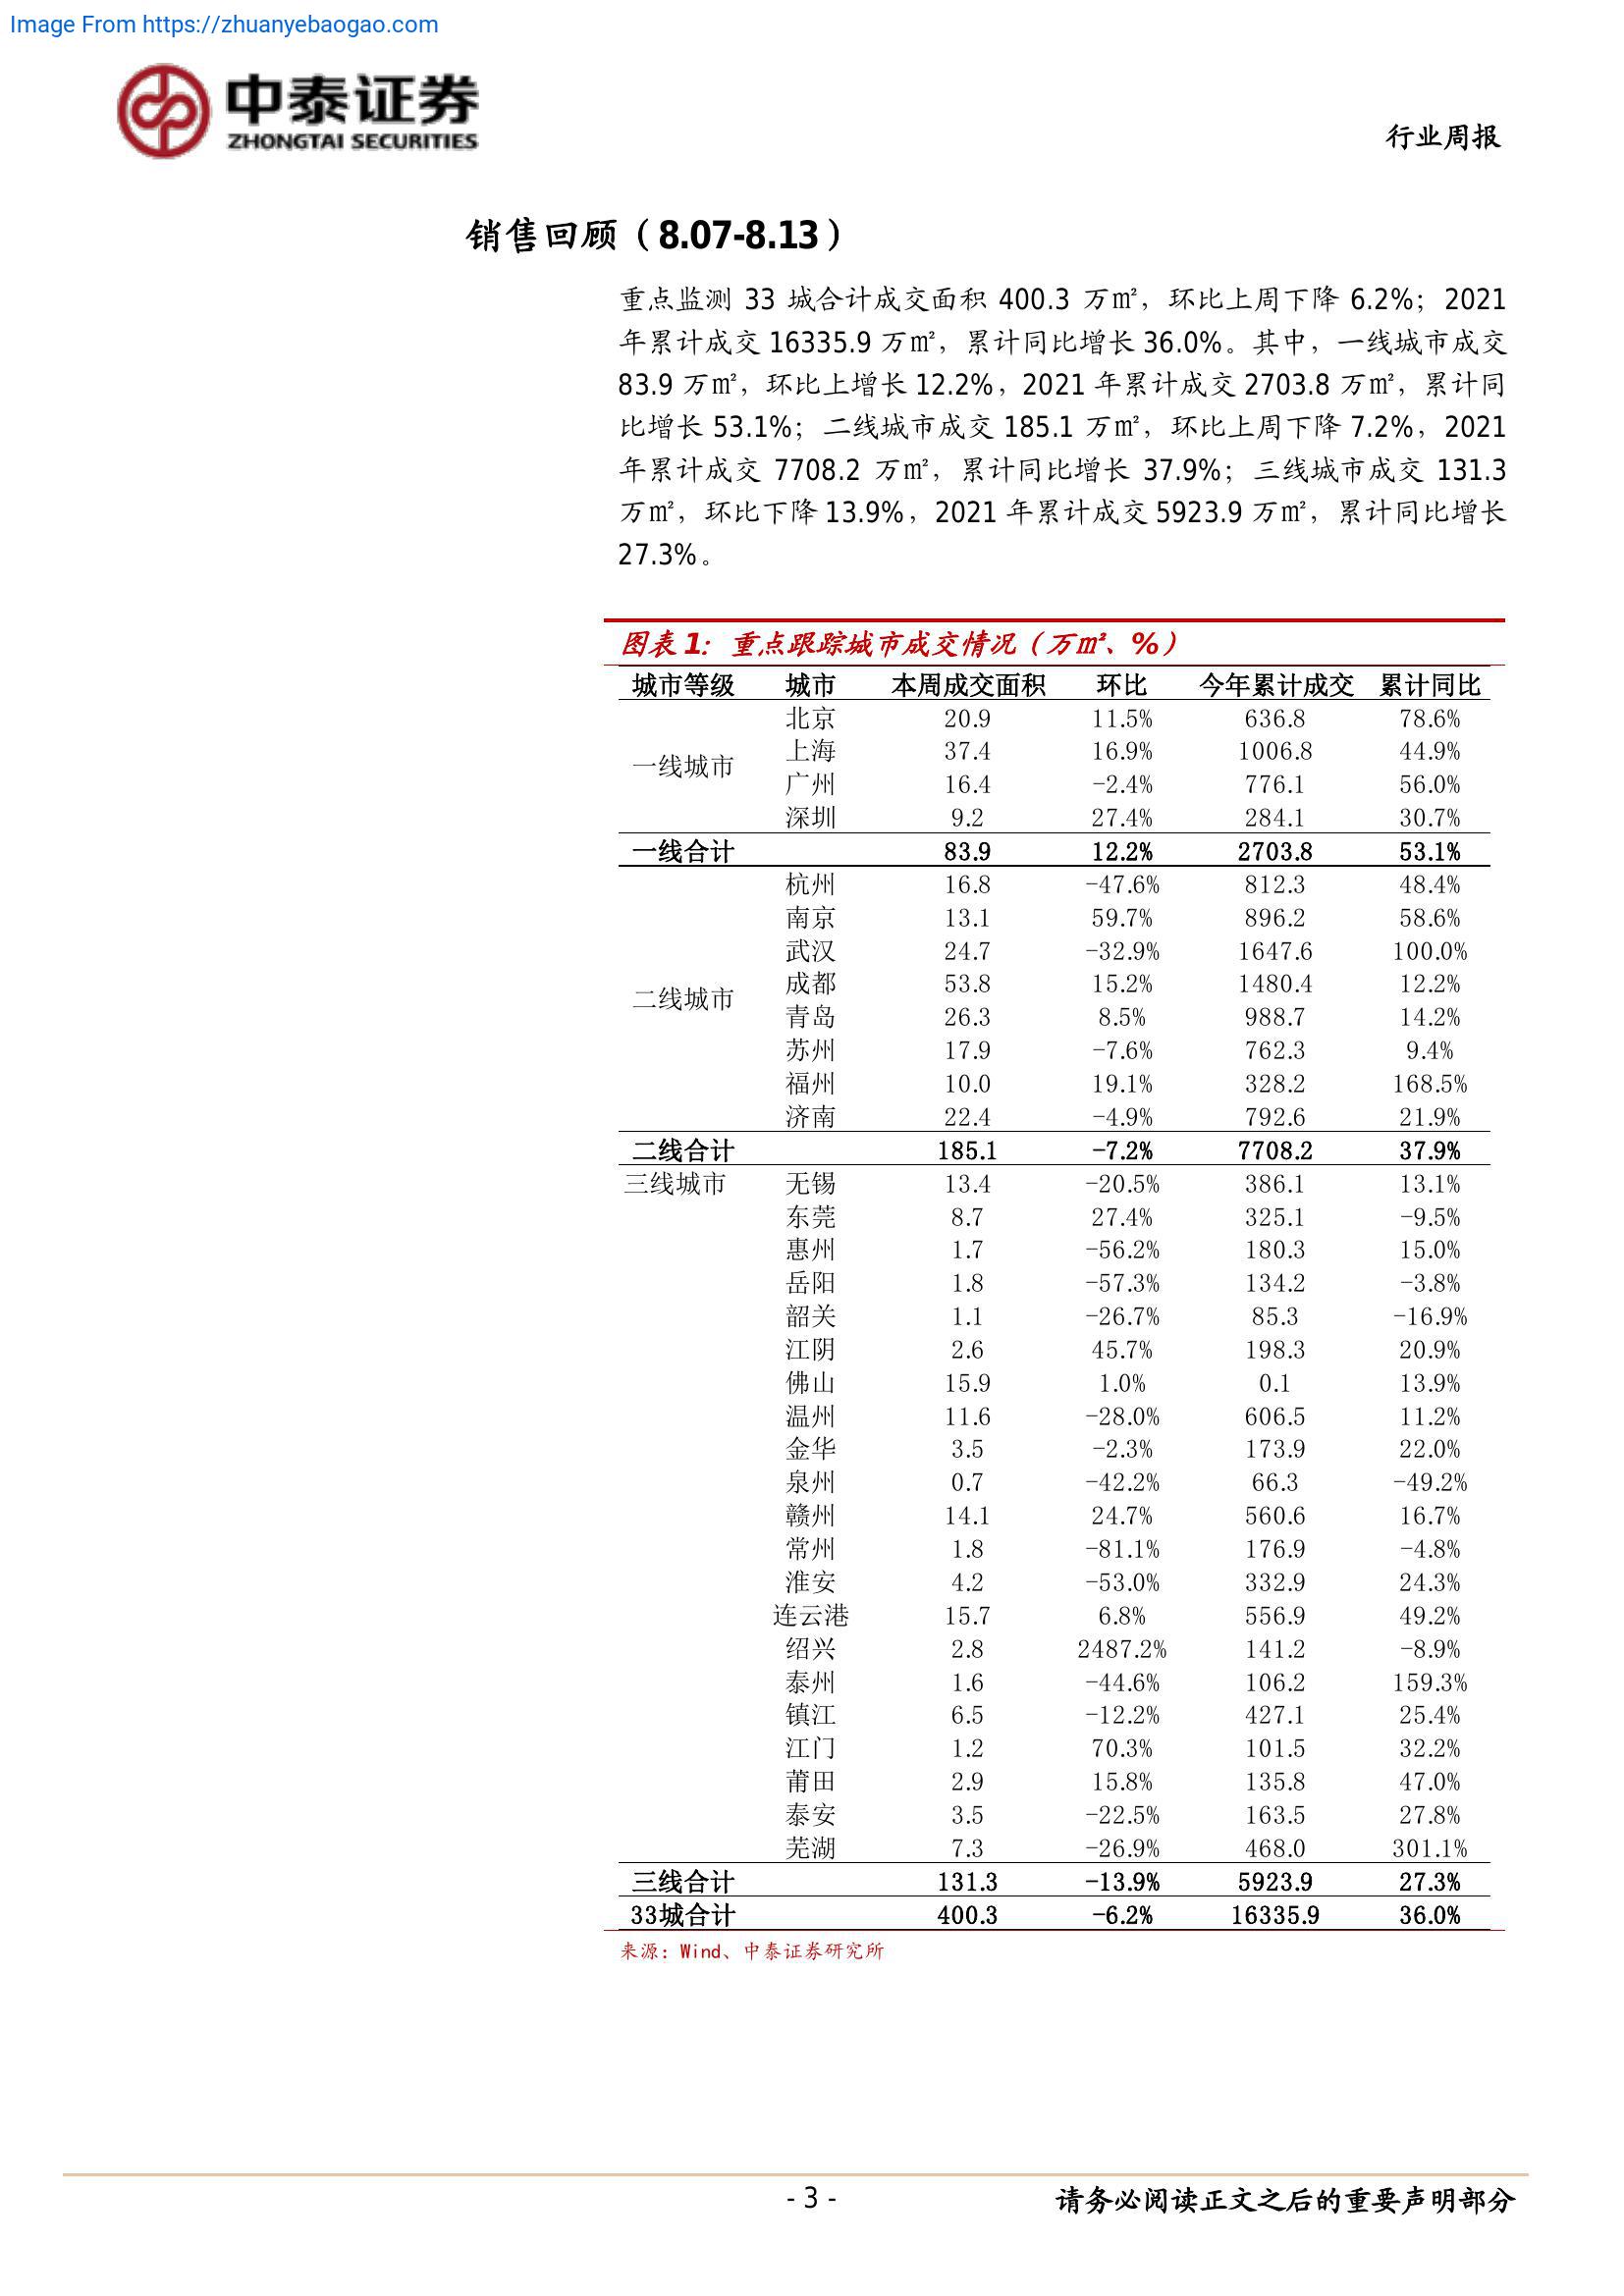 Image From https://zhuanyebaogao.com
中泰证券
ZHONGTAI SECURITIES
行业周报
销售回顾（8.07-8.13）
重点监测 33 城合计成交面积 400.3 万㎡，环比上周下降 6.2%；2021
年累计成交 16335.9 万㎡，累计同比增长 36.0%。其中，一线城市成交
83.9 万㎡，环比上增长 12.2%，2021 年累计成交 2703.8 万㎡，累计同
比增长 53.1%；二线城市成交 185.1 万㎡，环比上周下降 7.2%，2021
年累计成交 7708.2 万㎡，累计同比增长 37.9%；三线城市成交 131.3
万㎡，环比下降 13.9%，2021 年累计成交 5923.9 万㎡，累计同比增长
27.3%。
图表 1：重点跟踪城市成交情况（万㎡、%）
城市等级 城市 本周成交面积 环比 今年累计成交 累计同比
一线城市
北京 20.9 11.5% 636.8 78.6%
上海 37.4 16.9% 1006.8 44.9%
广州 16.4 -2.4% 776.1 56.0%
深圳 9.2 27.4% 284.1 30.7%
一线合计 83.9 12.2% 2703.8 53.1%
二线城市
杭州 16.8 -47.6% 812.3 48.4%
南京 13.1 59.7% 896.2 58.6%
武汉 24.7 -32.9% 1647.6 100.0%
成都 53.8 15.2% 1480.4 12.2%
青岛 26.3 8.5% 988.7 14.2%
苏州 17.9 -7.6% 762.3 9.4%
福州 10.0 19.1% 328.2 168.5%
济南 22.4 -4.9% 792.6 21.9%
二线合计 185.1 -7.2% 7708.2 37.9%
三线城市 无锡 13.4 -20.5% 386.1 13.1%
东莞 8.7 27.4% 325.1 -9.5%
惠州 1.7 -56.2% 180.3 15.0%
岳阳 1.8 -57.3% 134.2 -3.8%
韶关 1.1 -26.7% 85.3 -16.9%
江阴 2.6 45.7% 198.3 20.9%
佛山 15.9 1.0% 0.1 13.9%
温州 11.6 -28.0% 606.5 11.2%
金华 3.5 -2.3% 173.9 22.0%
泉州 0.7 -42.2% 66.3 -49.2%
赣州 14.1 24.7% 560.6 16.7%
常州 1.8 -81.1% 176.9 -4.8%
淮安 4.2 -53.0% 332.9 24.3%
连云港 15.7 6.8% 556.9 49.2%
绍兴 2.8 2487.2% 141.2 -8.9%
泰州 1.6 -44.6% 106.2 159.3%
镇江 6.5 -12.2% 427.1 25.4%
江门 1.2 70.3% 101.5 32.2%
莆田 2.9 15.8% 135.8 47.0%
泰安 3.5 -22.5% 163.5 27.8%
芜湖 7.3 -26.9% 468.0 301.1%
三线合计 131.3 -13.9% 5923.9 27.3%
33城合计 400.3 -6.2% 16335.9 36.0%
来源：Wind、中泰证券研究所
- 3 -
请务必阅读正文之后的重要声明部分